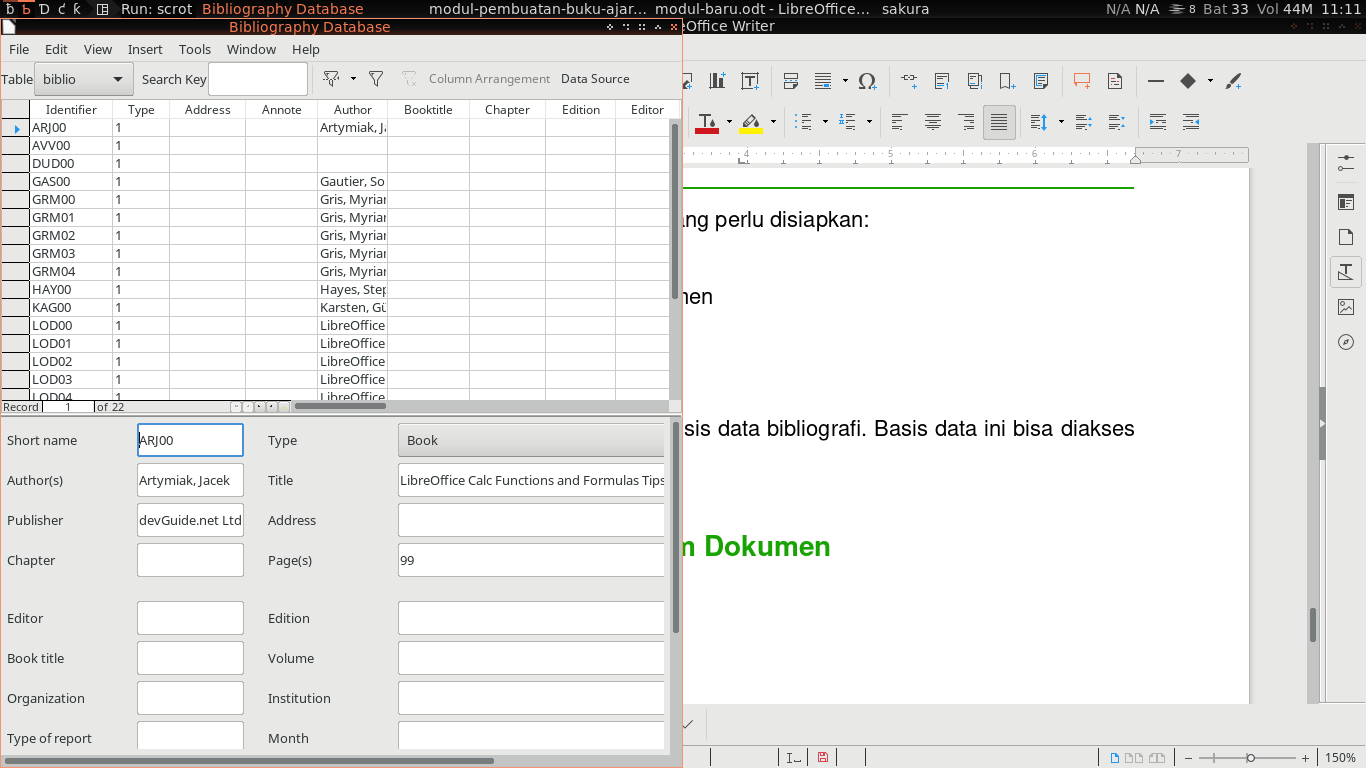 Run: scrot Bibliography Database modul-pembuatan-buku-ajar... modul-baru.odt - LibreOffice... sakura N/A N/A 8 Bat 33 Vol 44M 11:11
Bibliography Database
Office Writer
File Edit View Insert Tools Window Help
Table biblio Search Key Column Arrangement Data Source
Identifier Type Address Annote Author Booktitle Chapter Edition Editor
ARJ00 1 Artymiak, Ja
AVV00 1
DUD00 1
GAS00 1 Gautier, So
GRM00 1 Gris, Myriar
GRM01 1 Gris, Myriar
GRM02 1 Gris, Myriar
GRM03 1 Gris, Myriar
GRM04 1 Gris, Myriar
HAY00 1 Hayes, Step
KAG00 1 Karsten, Gü
LOD00 1 LibreOffice
LOD01 1 LibreOffice
LOD02 1 LibreOffice
LOD03 1 LibreOffice
LOD04 1 LibreOffice
Record 1 of 22
Short name ARJ00 Type Book
Author(s) Artymiak, Jacek Title LibreOffice Calc Functions and Formulas Tips
Publisher devGuide.net Ltd Address
Chapter Page(s) 99
Editor Edition
Book title Volume
Organization Institution
Type of report Month
4 5 6 7
ang perlu disiapkan:
nen
sis data bibliografi. Basis data ini bisa diakses
m Dokumen
150%